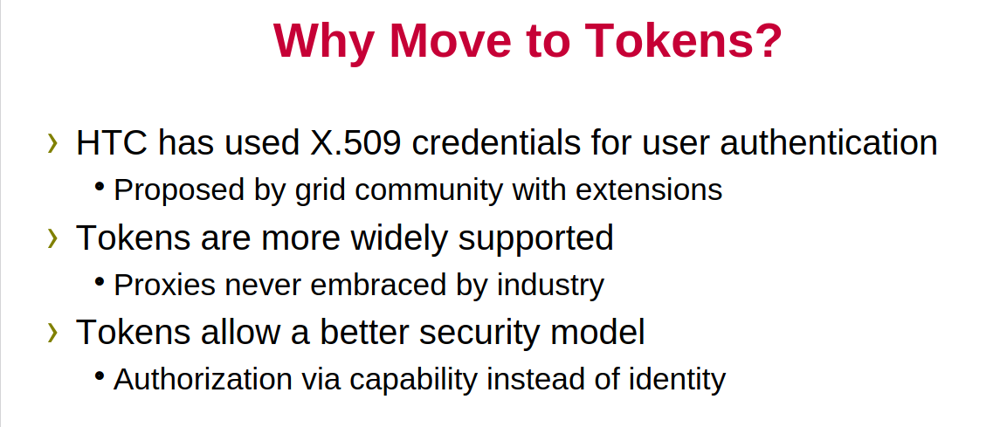 Why Move to Tokens?
› HTC has used X.509 credentials for user authentication
• Proposed by grid community with extensions
› Tokens are more widely supported
• Proxies never embraced by industry
› Tokens allow a better security model
• Authorization via capability instead of identity